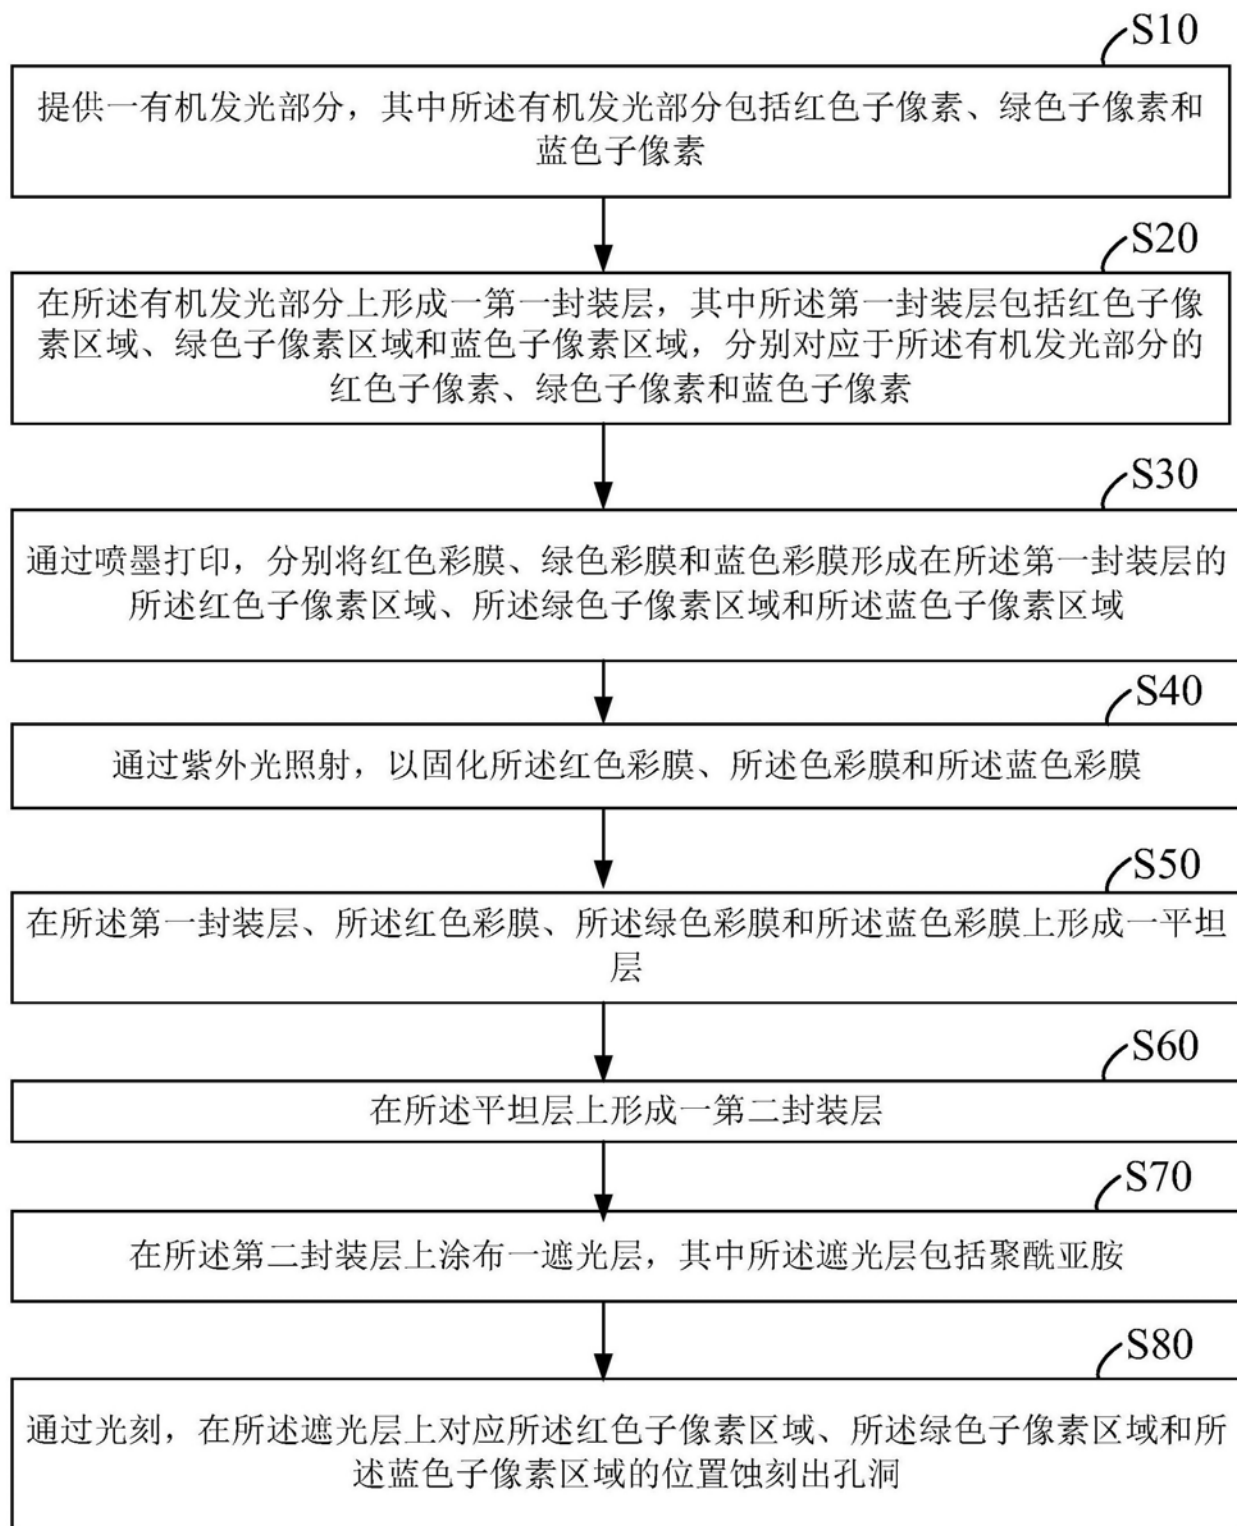 S10
提供一有机发光部分，其中所述有机发光部分包括红色子像素、绿色子像素和
蓝色子像素
S20
在所述有机发光部分上形成一第一封装层，其中所述第一封装层包括红色子像
素区域、绿色子像素区域和蓝色子像素区域，分别对应于所述有机发光部分的
红色子像素、绿色子像素和蓝色子像素
S30
通过喷墨打印，分别将红色彩膜、绿色彩膜和蓝色彩膜形成在所述第一封装层的
所述红色子像素区域、所述绿色子像素区域和所述蓝色子像素区域
S40
通过紫外光照射，以固化所述红色彩膜、所述色彩膜和所述蓝色彩膜
S50
在所述第一封装层、所述红色彩膜、所述绿色彩膜和所述蓝色彩膜上形成一平坦
层
S60
在所述平坦层上形成一第二封装层
S70
在所述第二封装层上涂布一遮光层，其中所述遮光层包括聚酰亚胺
S80
通过光刻，在所述遮光层上对应所述红色子像素区域、所述绿色子像素区域和所
述蓝色子像素区域的位置蚀刻出孔洞